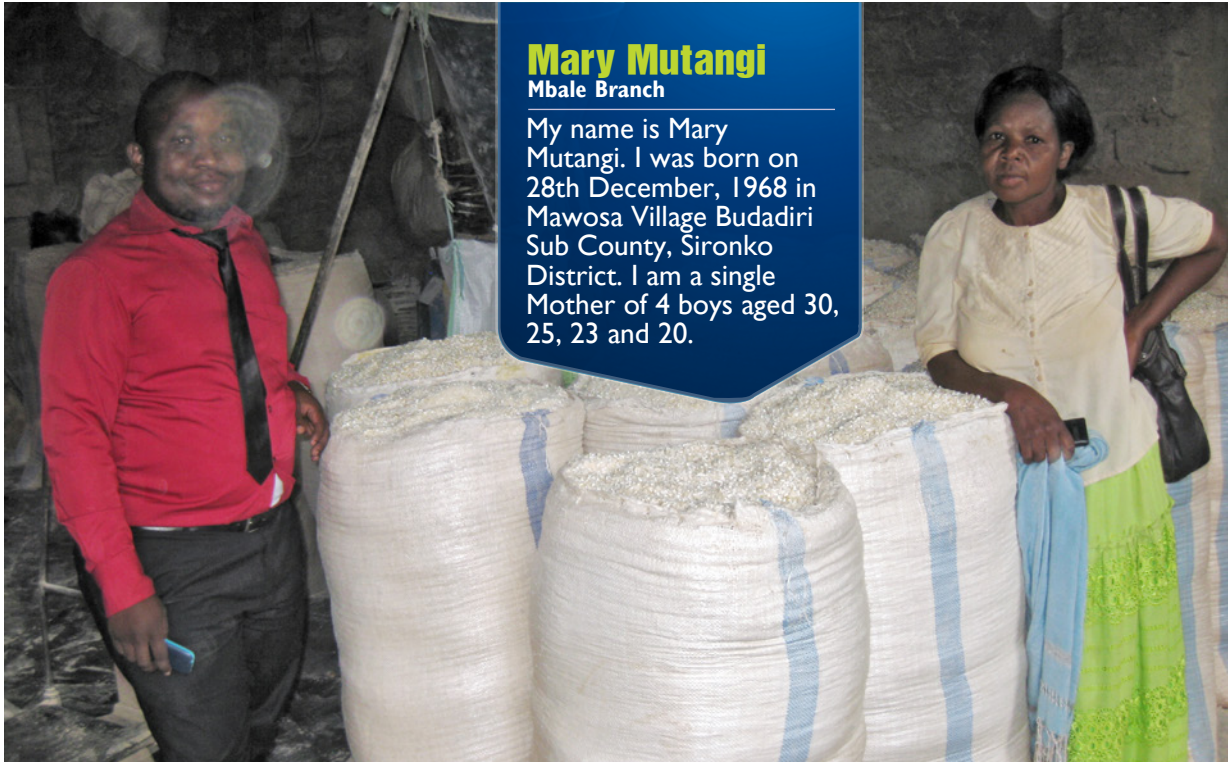 Mary Mutangi
Mbale Branch
My name is Mary
Mutangi. I was born on
28th December, 1968 in
Mawosa Village Budadiri
Sub County, Sironko
District. I am a single
Mother of 4 boys aged 30,
25, 23 and 20.